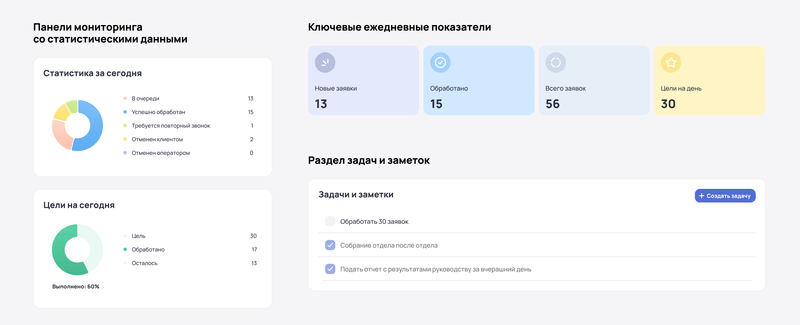 Панели мониторинга
со статистическими данными
Статистика за сегодня
В очереди 13
Успешно обработан 15
Требуется повторный звонок 1
Отменен клиентом 2
Отменен оператором 0
Цели на сегодня
Цель 30
Обработано 17
Осталось 13
Выполнено: 60%
Ключевые ежедневные показатели
Новые заявки
13
Обработано
15
Всего заявок
56
Цели на день
30
Раздел задач и заметок
Задачи и заметки
+ Создать задачу
Обработать 30 заявок
Собрание отдела после отдела
Подать отчет с результатами руководству за вчерашний день